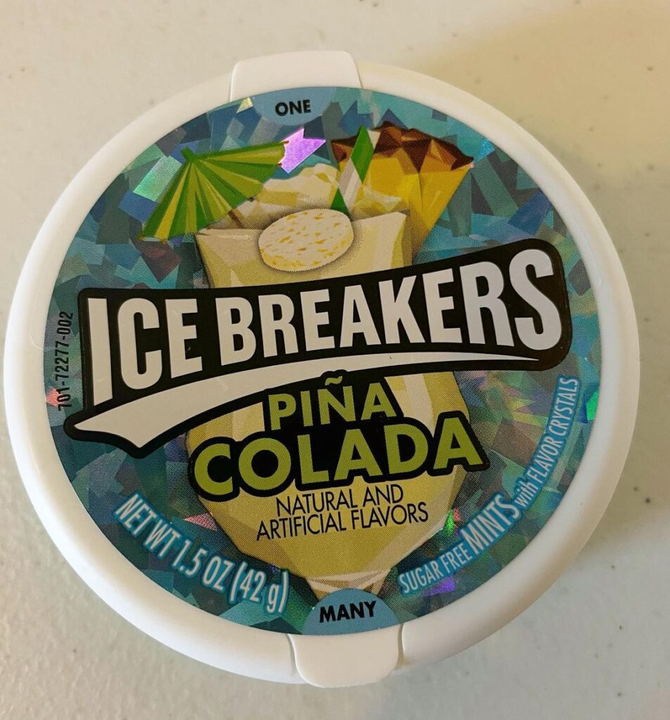 ONE
ICE BREAKERS
PIÑA
COLADA
NATURAL AND
ARTIFICIAL FLAVORS
NET WT 1.5 OZ (42 g)
SUGAR FREE MINTS with FLAVOR CRYSTALS
MANY
701-72277-002